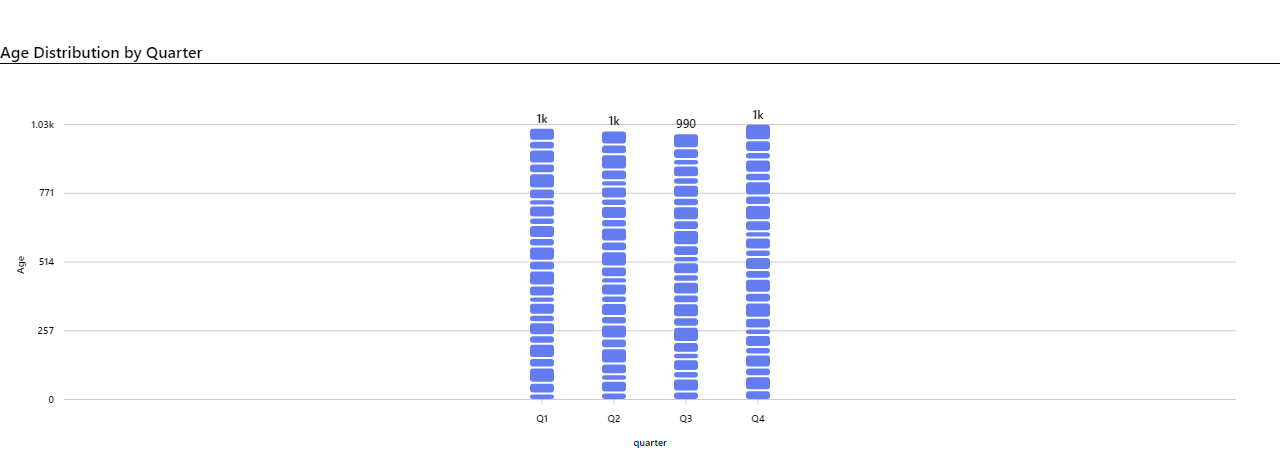 Age Distribution by Quarter
1k 1k 990 1k
1.03k
771
514
257
0
Age
Q1 Q2 Q3 Q4
quarter